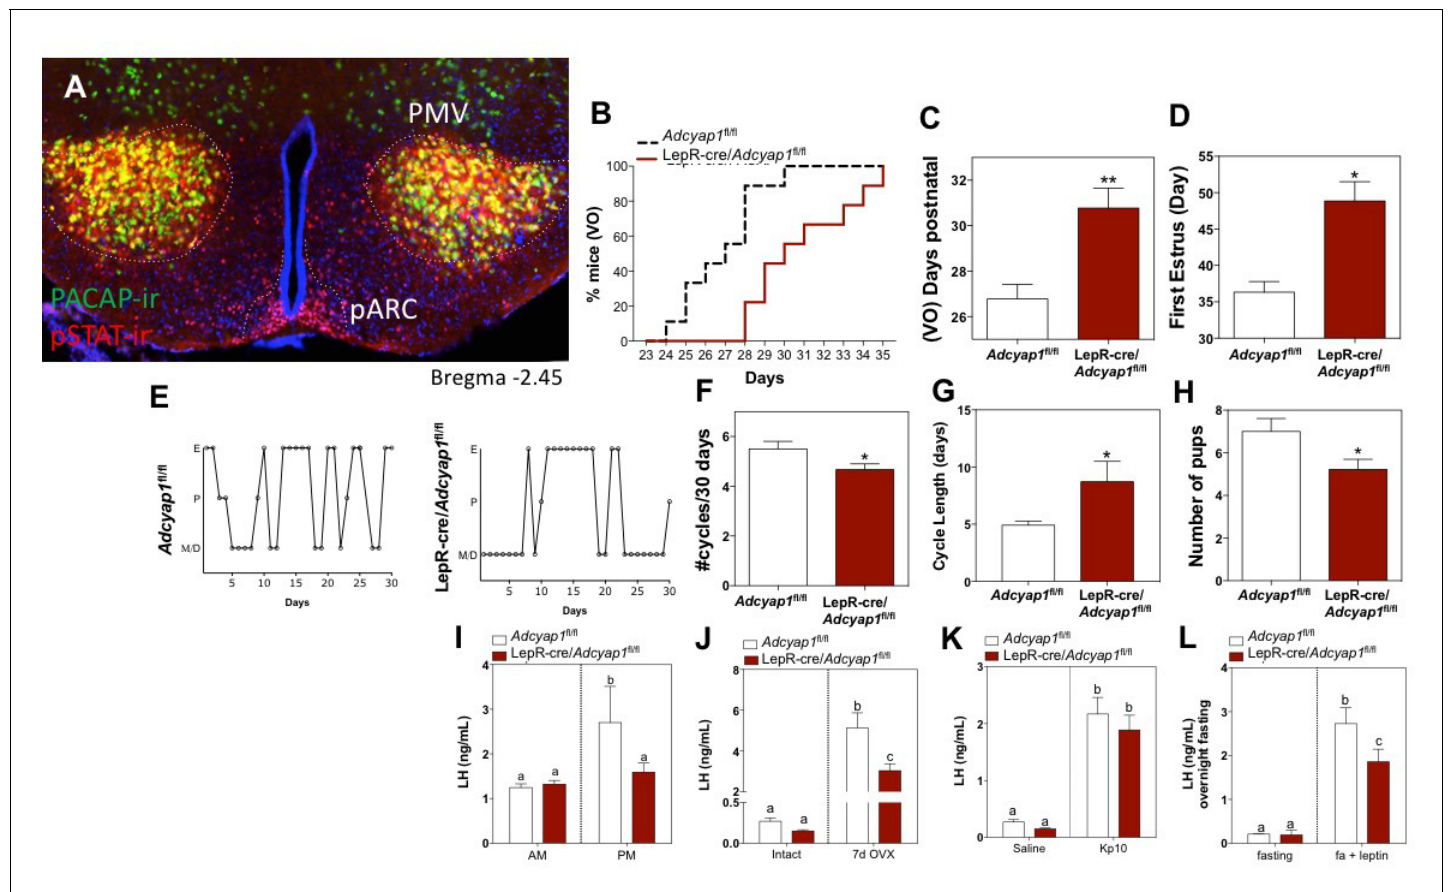 A
PMV
PACAP-ir
pSTAT-ir
pARC
Bregma -2.45
B
Adcyap1fl/fl
LepR-cre/Adcyap1fl/fl
% mice (VO)
100
80
60
40
20
0
23 24 25 26 27 28 29 30 31 32 33 34 35
Days
C
(VO) Days postnatal
32
30
28
26
**
Adcyap1fl/fl
LepR-cre/
Adcyap1fl/fl
D
First Estrus (Day)
55
50
45
40
35
30
*
Adcyap1fl/fl
LepR-cre/
Adcyap1fl/fl
E
Adcyap1fl/fl
E
P
M/D
5 10 15 20 25 30
Days
LepR-cre/Adcyap1fl/fl
E
P
M/D
5 10 15 20 25 30
Days
F
#cycles/30 days
6
4
2
0
*
Adcyap1fl/fl
LepR-cre/
Adcyap1fl/fl
G
Cycle Length (days)
15
10
5
0
*
Adcyap1fl/fl
LepR-cre/
Adcyap1fl/fl
H
Number of pups
8
6
4
2
0
*
Adcyap1fl/fl
LepR-cre/
Adcyap1fl/fl
I
Adcyap1fl/fl
LepR-cre/Adcyap1fl/fl
LH (ng/mL)
4
3
2
1
0
a a b a
AM PM
J
Adcyap1fl/fl
LepR-cre/Adcyap1fl/fl
LH (ng/mL)
8
6
4
2
0.5
0.0
a a b c
Intact 7d OVX
K
Adcyap1fl/fl
LepR-cre/Adcyap1fl/fl
LH (ng/mL)
3
2
1
0
a a b b
Saline Kp10
L
Adcyap1fl/fl
LepR-cre/Adcyap1fl/fl
LH (ng/mL)
overnight fasting
4
3
2
1
0
a a b c
fasting fa + leptin